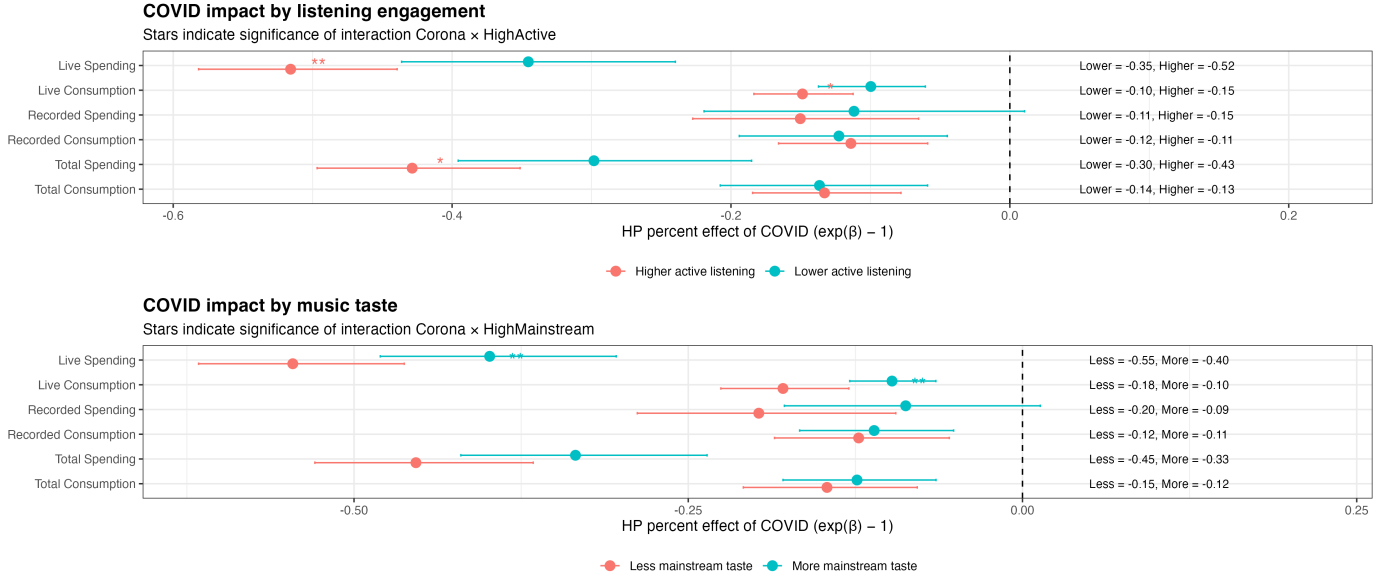 COVID impact by listening engagement
Stars indicate significance of interaction Corona × HighActive
Live Spending ** Lower = -0.35, Higher = -0.52
Live Consumption * Lower = -0.10, Higher = -0.15
Recorded Spending Lower = -0.11, Higher = -0.15
Recorded Consumption Lower = -0.12, Higher = -0.11
Total Spending * Lower = -0.30, Higher = -0.43
Total Consumption Lower = -0.14, Higher = -0.13
-0.6 -0.4 -0.2 0.0 0.2
HP percent effect of COVID (exp(β) − 1)
Higher active listening Lower active listening
COVID impact by music taste
Stars indicate significance of interaction Corona × HighMainstream
Live Spending ** Less = -0.55, More = -0.40
Live Consumption ** Less = -0.18, More = -0.10
Recorded Spending Less = -0.20, More = -0.09
Recorded Consumption Less = -0.12, More = -0.11
Total Spending Less = -0.45, More = -0.33
Total Consumption Less = -0.15, More = -0.12
-0.50 -0.25 0.00 0.25
HP percent effect of COVID (exp(β) − 1)
Less mainstream taste More mainstream taste